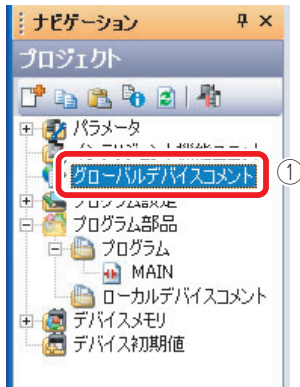 ナビゲーション
プロジェクト
パラメータ
グローバルデバイスコメント
①
プログラム設定
プログラム部品
プログラム
MAIN
ローカルデバイスコメント
デバイスメモリ
デバイス初期値